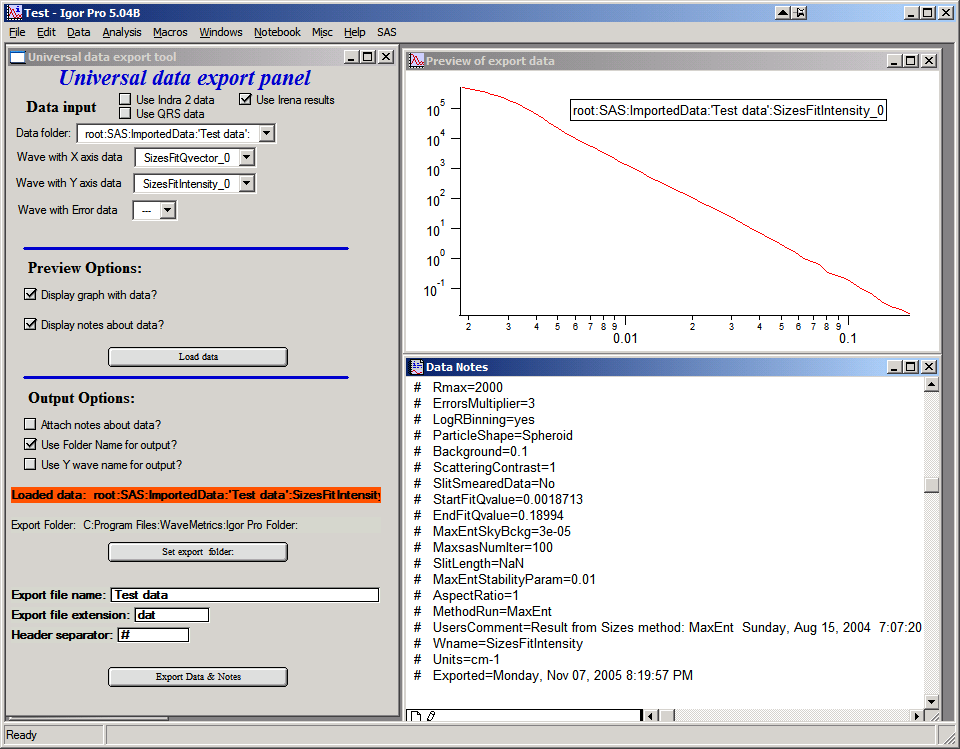 Test - Igor Pro 5.04B
File Edit Data Analysis Macros Windows Notebook Misc Help SAS
Universal data export tool
Universal data export panel
Data input
Use Indra 2 data
Use Irena results
Use QRS data
Data folder: root:SAS:ImportedData:'Test data':
Wave with X axis data SizesFitQvector_0
Wave with Y axis data SizesFitIntensity_0
Wave with Error data ---
Preview Options:
Display graph with data?
Display notes about data?
Load data
Output Options:
Attach notes about data?
Use Folder Name for output?
Use Y wave name for output?
Loaded data: root:SAS:ImportedData:'Test data':SizesFitIntensity
Export Folder: C:Program Files:WaveMetrics:Igor Pro Folder:
Set export folder:
Export file name: Test data
Export file extension: dat
Header separator: #
Export Data & Notes
Preview of export data
root:SAS:ImportedData:'Test data':SizesFitIntensity_0
10^5
10^4
10^3
10^2
10^1
10^0
10^-1
2 3 4 5 6 7 8 9 2 3 4 5 6 7 8 9
0.01 0.1
Data Notes
# Rmax=2000
# ErrorsMultiplier=3
# LogRBinning=yes
# ParticleShape=Spheroid
# Background=0.1
# ScatteringContrast=1
# SlitSmearedData=No
# StartFitQvalue=0.0018713
# EndFitQvalue=0.18994
# MaxEntSkyBckg=3e-05
# MaxsasNumIter=100
# SlitLength=NaN
# MaxEntStabilityParam=0.01
# AspectRatio=1
# MethodRun=MaxEnt
# UsersComment=Result from Sizes method: MaxEnt Sunday, Aug 15, 2004 7:07:20
# Wname=SizesFitIntensity
# Units=cm-1
# Exported=Monday, Nov 07, 2005 8:19:57 PM
Ready